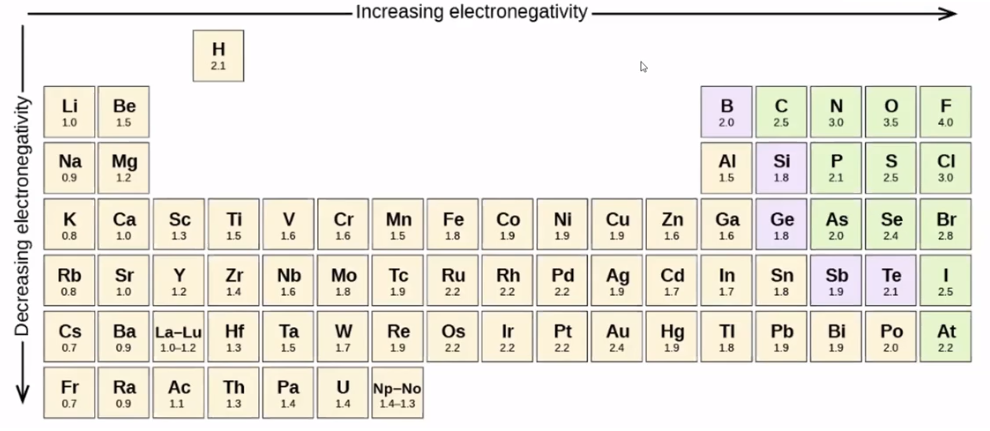 Increasing electronegativity
Decreasing electronegativity
H
2.1
Li Be B C N O F
1.0 1.5 2.0 2.5 3.0 3.5 4.0
Na Mg Al Si P S Cl
0.9 1.2 1.5 1.8 2.1 2.5 3.0
K Ca Sc Ti V Cr Mn Fe Co Ni Cu Zn Ga Ge As Se Br
0.8 1.0 1.3 1.5 1.6 1.6 1.5 1.8 1.9 1.9 1.9 1.6 1.6 1.8 2.0 2.4 2.8
Rb Sr Y Zr Nb Mo Tc Ru Rh Pd Ag Cd In Sn Sb Te I
0.8 1.0 1.2 1.4 1.6 1.8 1.9 2.2 2.2 2.2 1.9 1.7 1.7 1.8 1.9 2.1 2.5
Cs Ba La–Lu Hf Ta W Re Os Ir Pt Au Hg Tl Pb Bi Po At
0.7 0.9 1.0–1.2 1.3 1.5 1.7 1.9 2.2 2.2 2.2 2.4 1.9 1.8 1.9 1.9 2.0 2.2
Fr Ra Ac Th Pa U Np–No
0.7 0.9 1.1 1.3 1.4 1.4 1.4–1.3